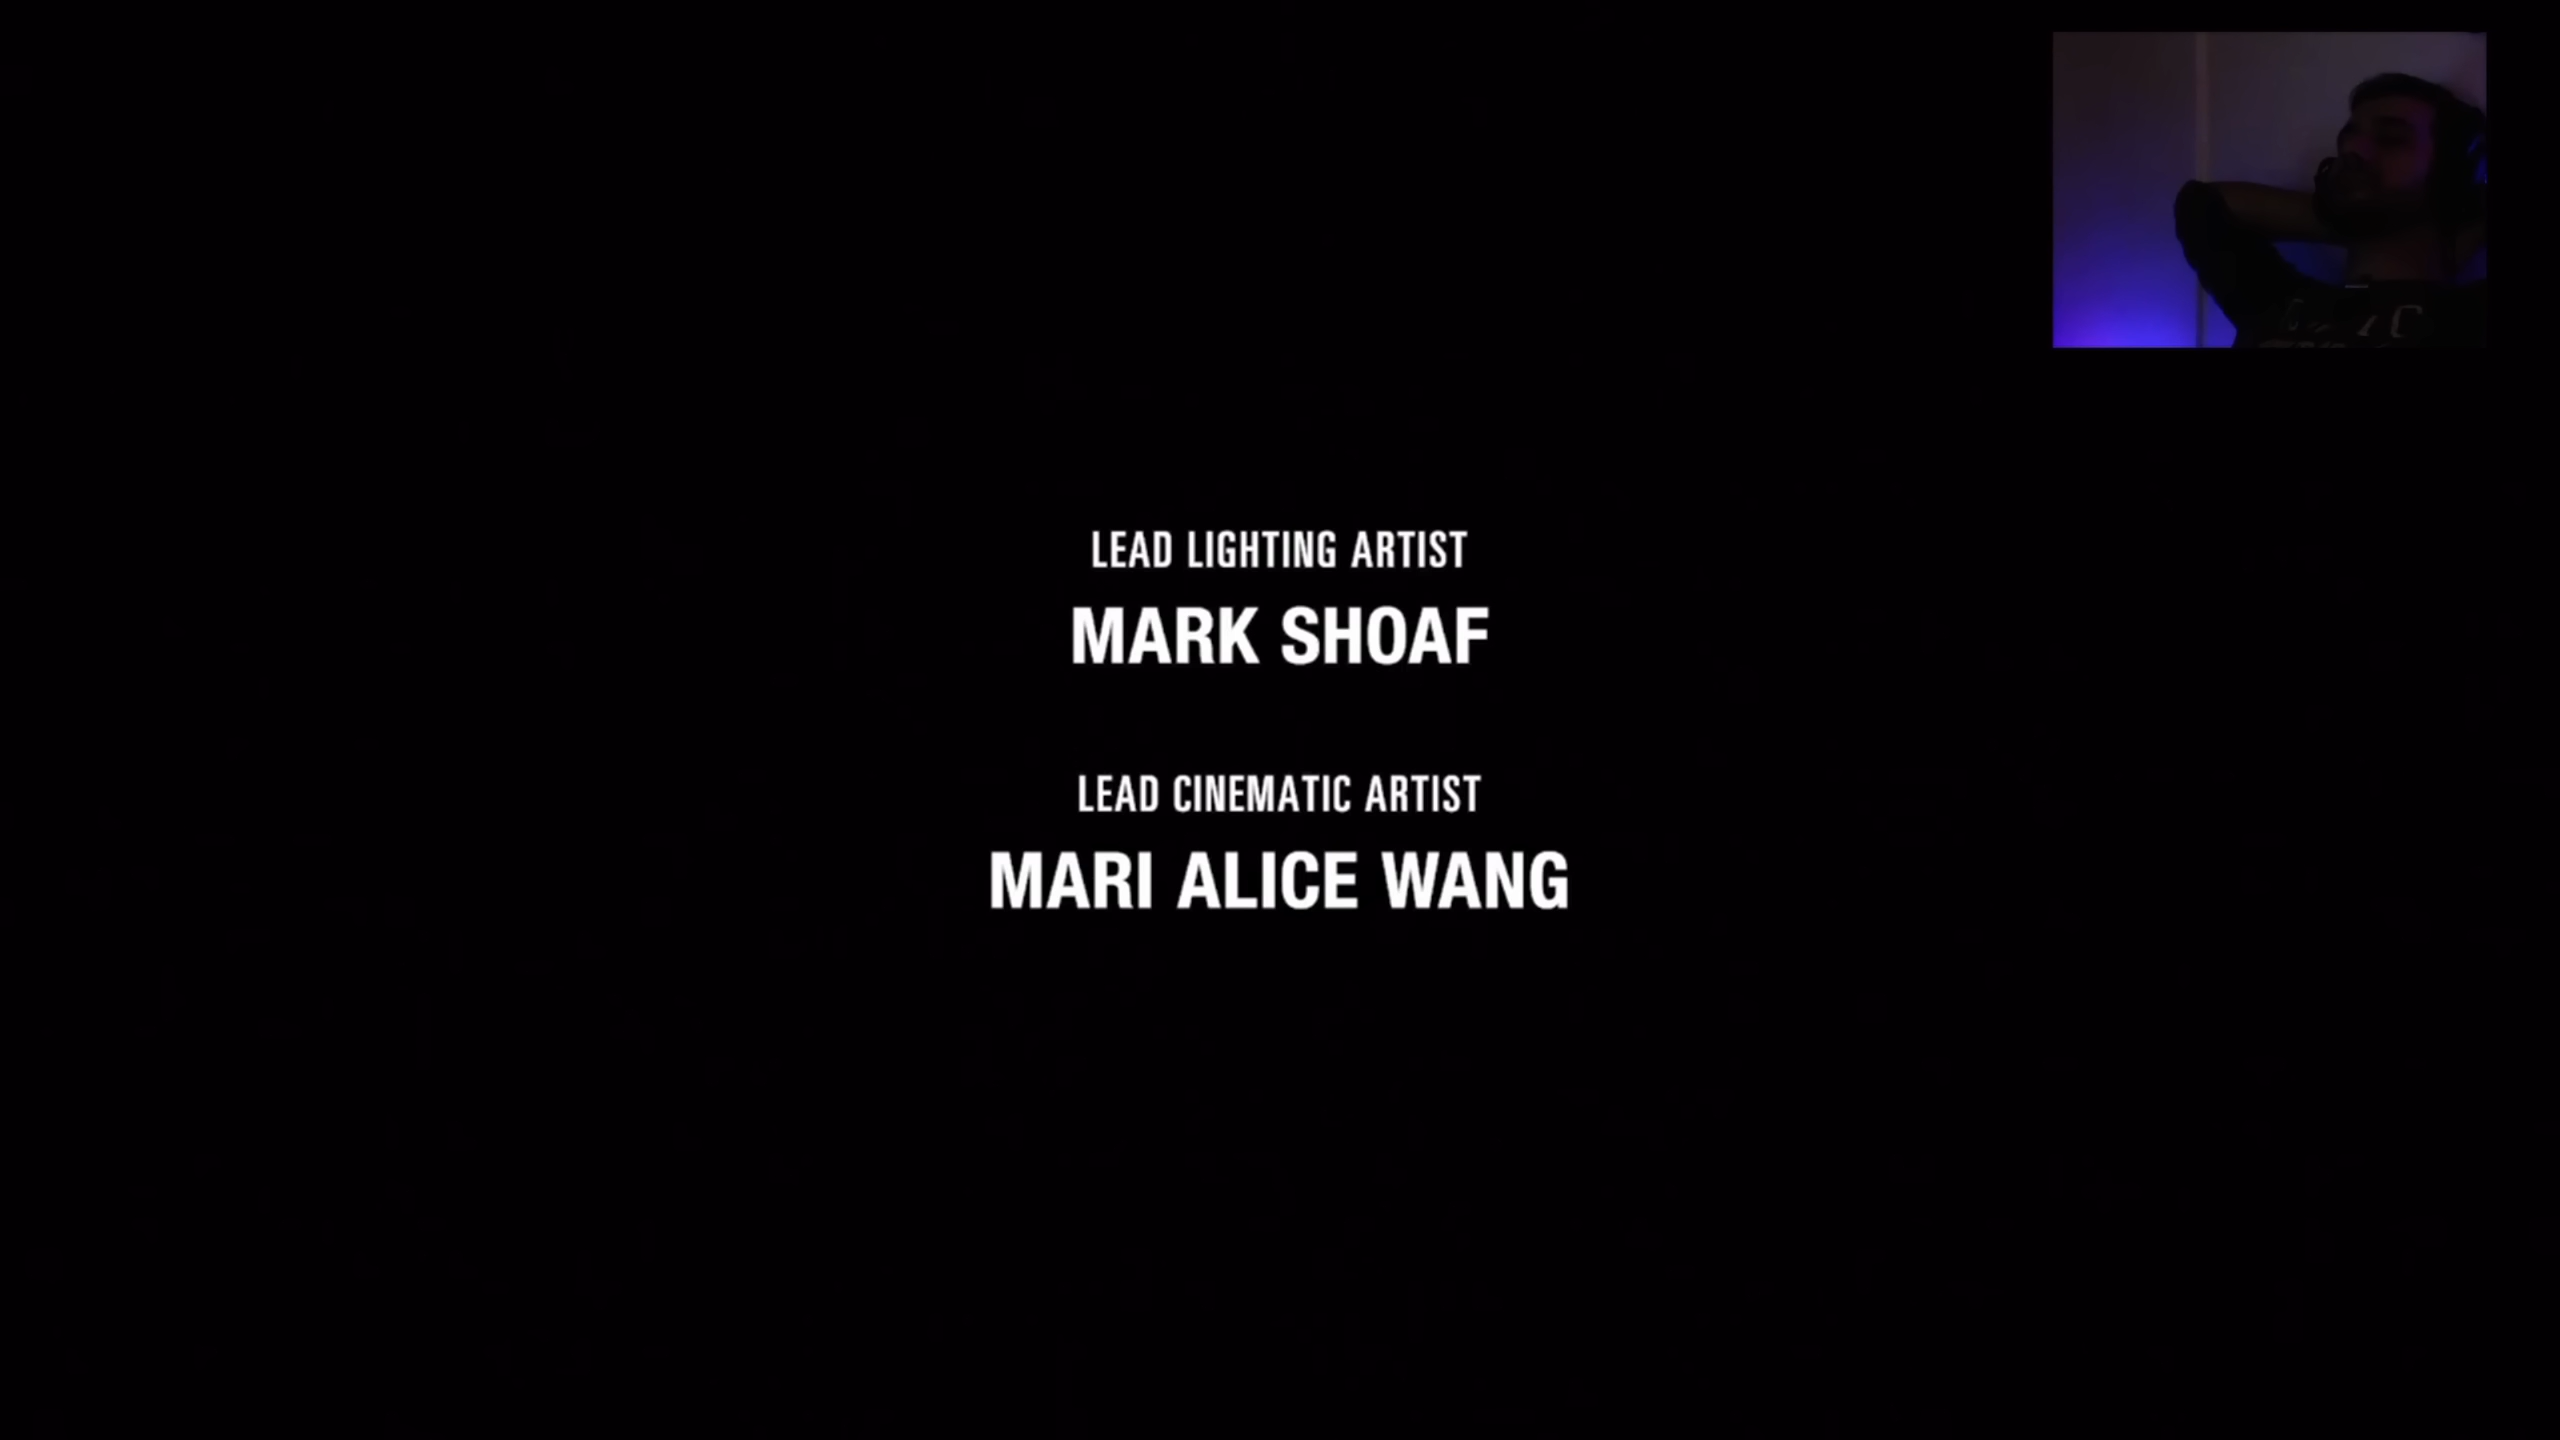 LEAD LIGHTING ARTIST
MARK SHOAF
LEAD CINEMATIC ARTIST
MARI ALICE WANG